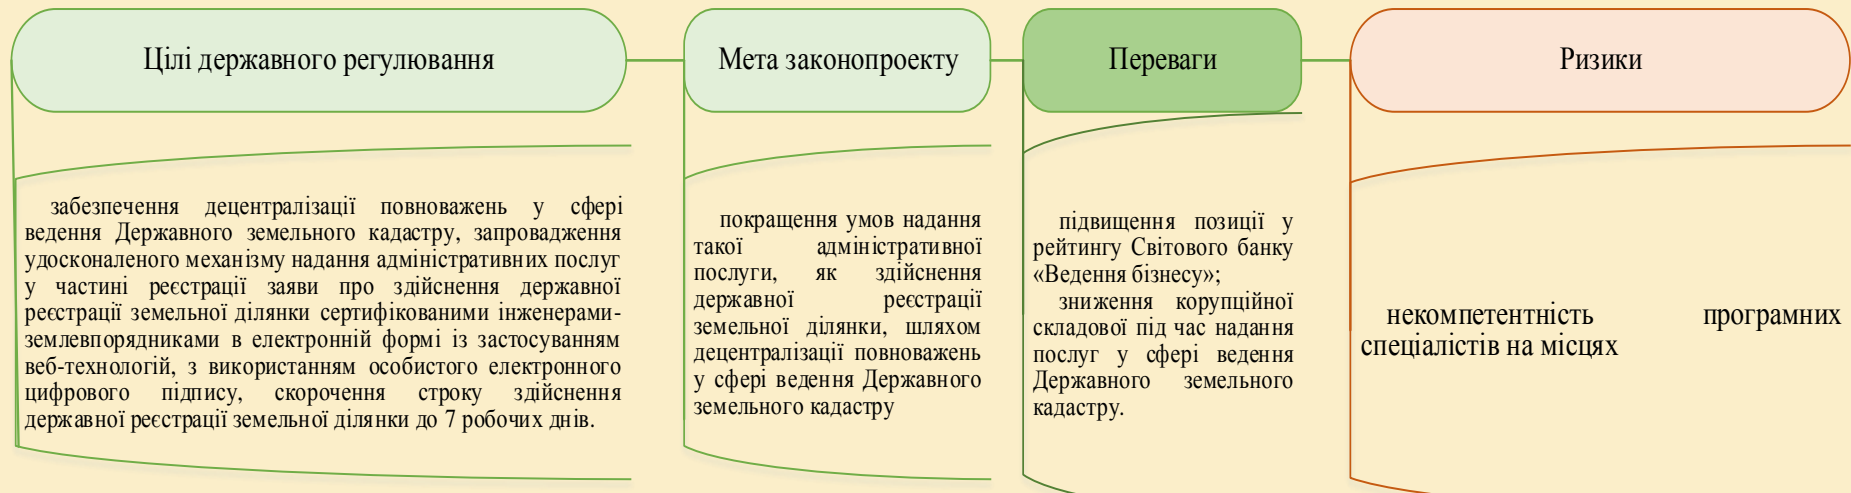 Цілі державного регулювання
забезпечення децентралізації повноважень у сфері
ведення Державного земельного кадастру, запровадження
удосконаленого механізму надання адміністративних послуг
у частині реєстрації заяви про здійснення державної
реєстрації земельної ділянки сертифікованими інженерами-
землевпорядниками в електронній формі із застосуванням
веб-технологій, з використанням особистого електронного
цифрового підпису, скорочення строку здійснення
державної реєстрації земельної ділянки до 7 робочих днів.
Мета законопроекту
покращення умов надання
такої адміністративної
послуги, як здійснення
державної реєстрації
земельної ділянки, шляхом
децентралізації повноважень
у сфері ведення Державного
земельного кадастру
Переваги
підвищення позиції у
рейтингу Світового банку
«Ведення бізнесу»;
зниження корупційної
складової під час надання
послуг у сфері ведення
Державного земельного
кадастру.
Ризики
некомпетентність програмних
спеціалістів на місцях